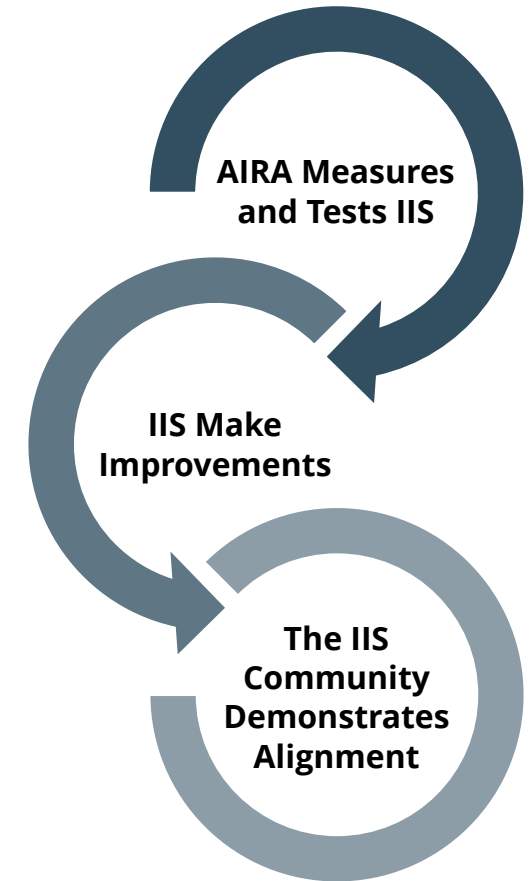 AIRA Measures
and Tests IIS
IIS Make
Improvements
The IIS
Community
Demonstrates
Alignment